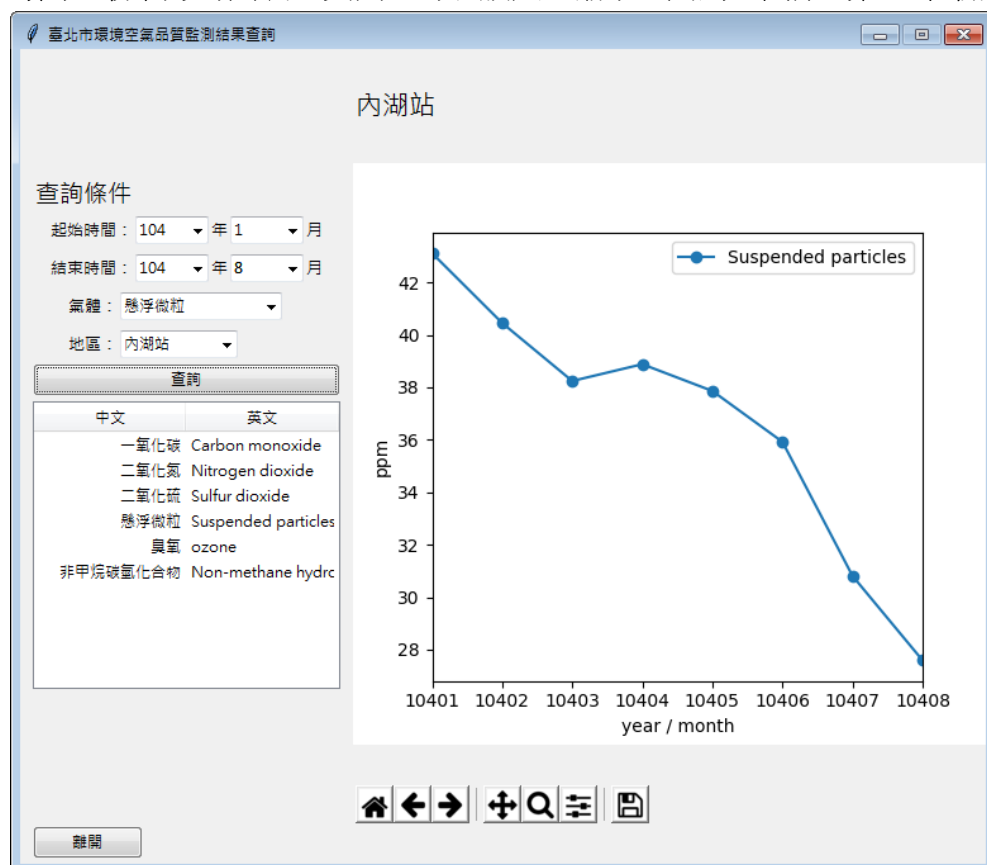 臺北市環境空氣品質監測結果查詢
內湖站
查詢條件
起始時間: 104 年 1 月
結束時間: 104 年 8 月
氣體: 懸浮微粒
地區: 內湖站
查詢
中文 英文
一氧化碳 Carbon monoxide
二氧化氮 Nitrogen dioxide
二氧化硫 Sulfur dioxide
懸浮微粒 Suspended particles
臭氧 ozone
非甲烷碳氫化合物 Non-methane hydrc
Suspended particles
42
40
38
36
34
32
30
28
ppm
10401 10402 10403 10404 10405 10406 10407 10408
year / month
離開